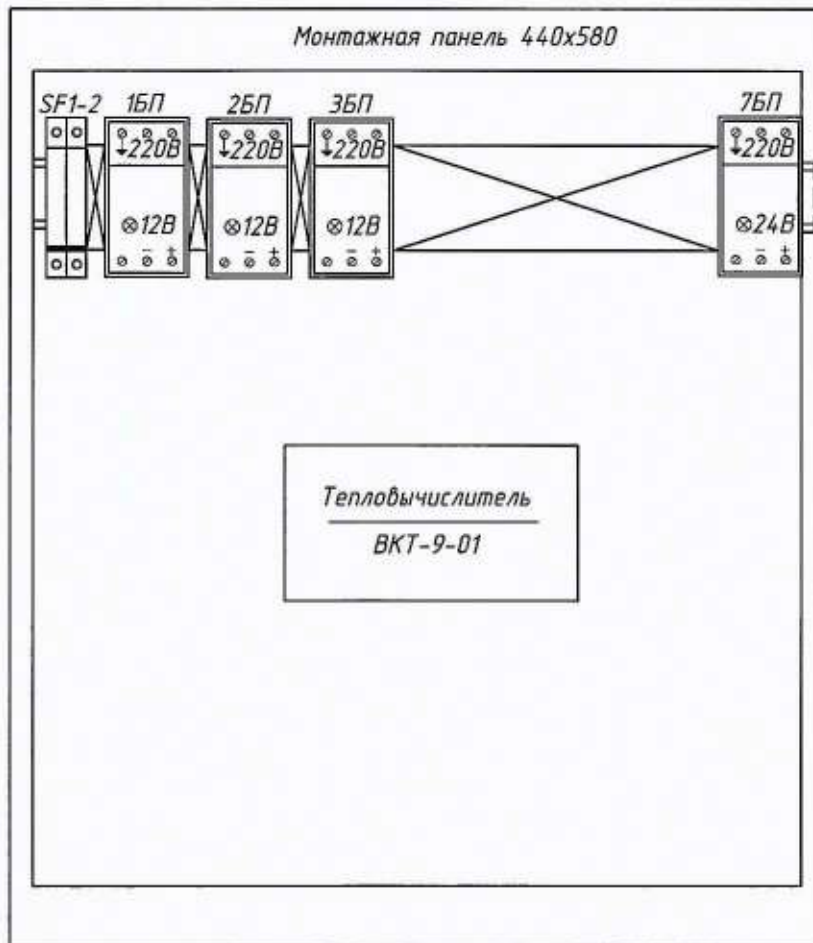 Монтажная панель 440x580
SF1-2 1БП 2БП 3БП 7БП
220В 220В 220В 220В
12В 12В 12В 24В
- + - + - + - +
Тепловычислитель
ВКТ-9-01